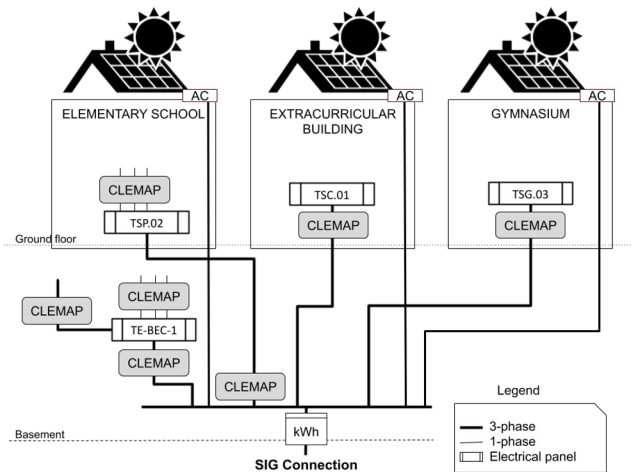 AC
AC
AC
ELEMENTARY SCHOOL
EXTRACURRICULAR
BUILDING
GYMNASIUM
CLEMAP
TSP.02
TSC.01
CLEMAP
TSG.03
CLEMAP
Ground floor
CLEMAP
CLEMAP
TE-BEC-1
CLEMAP
CLEMAP
kWh
Basement
SIG Connection
Legend
3-phase
1-phase
Electrical panel